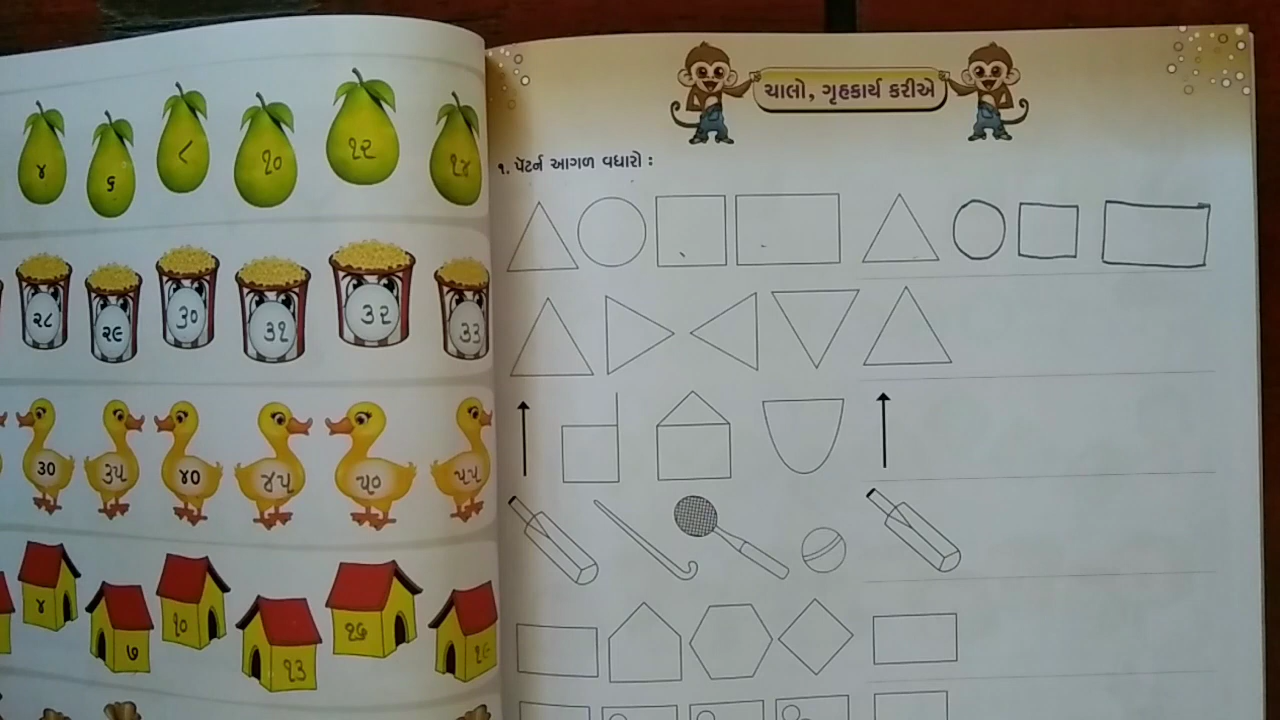 ૪ ૬ ૮ ૧૦ ૧૨ ૧૪
૨૮ ૨૯ ૩૦ ૩૧ ૩૨ ૩૩
૩૦ ૩૫ ૪૦ ૪૫ ૫૦ ૫૫
૪ ૭ ૧૦ ૧૩ ૧૬ ૧૯
ચાલો, ગૃહકાર્ય કરીએ
૧. પૅટર્ન આગળ વધારો :